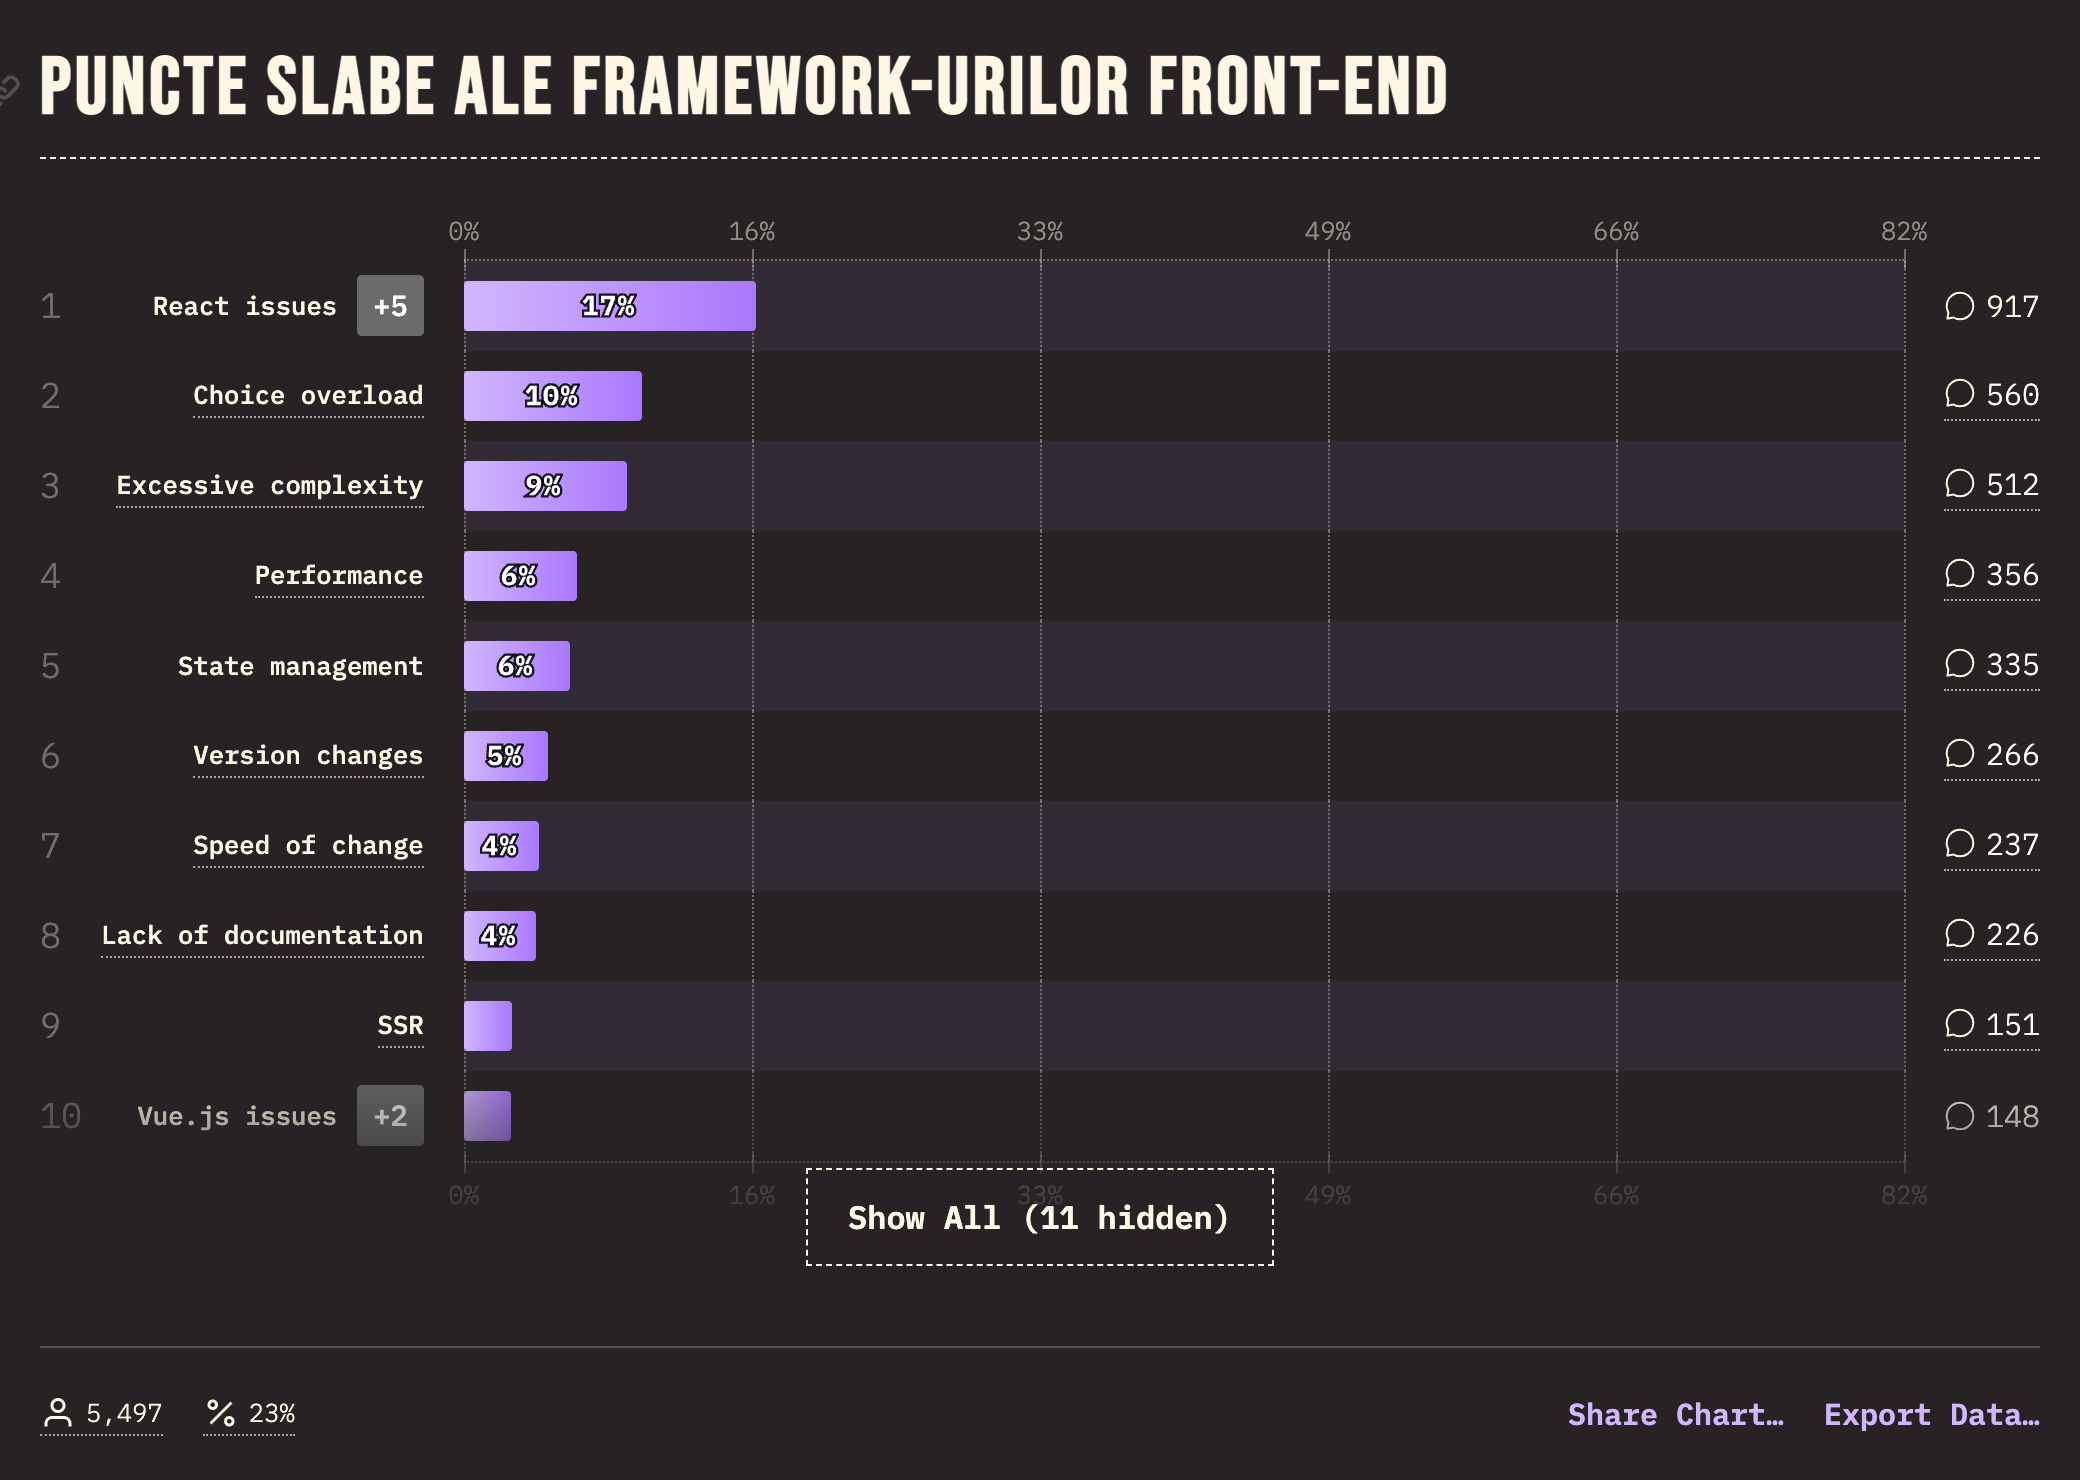 PUNCTE SLABE ALE FRAMEWORK-URILOR FRONT-END
0% 16% 33% 49% 66% 82%
1 React issues +5 17% 917
2 Choice overload 10% 560
3 Excessive complexity 9% 512
4 Performance 6% 356
5 State management 6% 335
6 Version changes 5% 266
7 Speed of change 4% 237
8 Lack of documentation 4% 226
9 SSR 151
10 Vue.js issues +2 148
0% 16% 33% 49% 66% 82%
Show All (11 hidden)
5,497 % 23% Share Chart… Export Data…